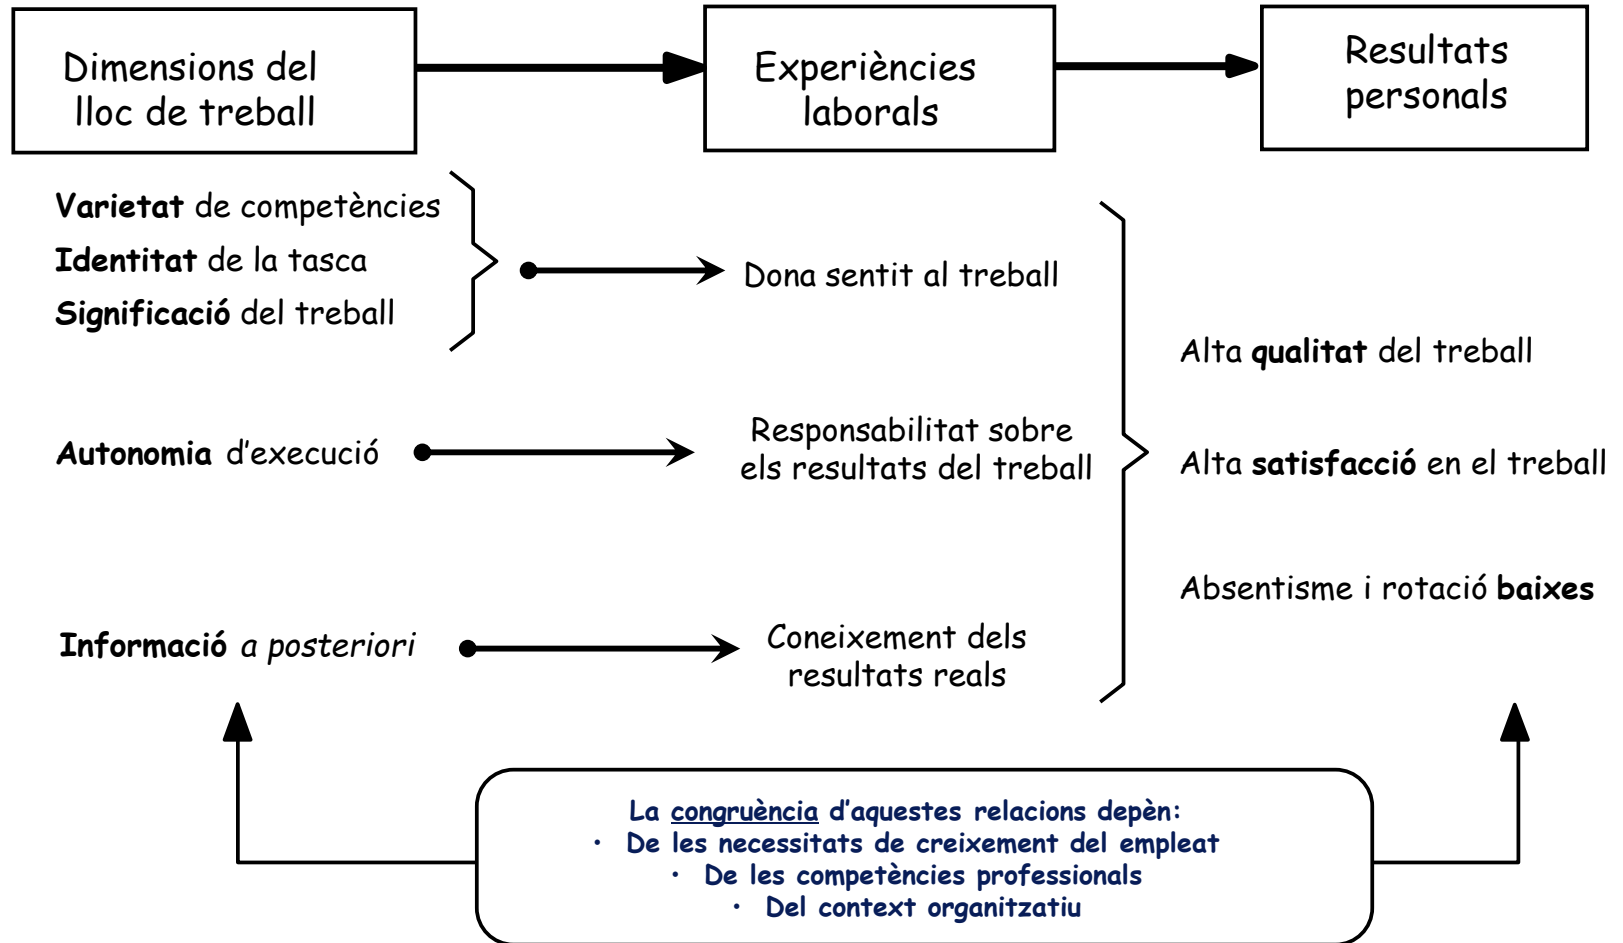 Dimensions del
lloc de treball
Experiències
laborals
Resultats
personals
Varietat de competències
Identitat de la tasca
Significació del treball
Dona sentit al treball
Alta qualitat del treball
Autonomia d'execució
Responsabilitat sobre
els resultats del treball
Alta satisfacció en el treball
Absentisme i rotació baixes
Informació a posteriori
Coneixement dels
resultats reals
La congruència d'aquestes relacions depèn:
• De les necessitats de creixement del empleat
• De les competències professionals
• Del context organitzatiu